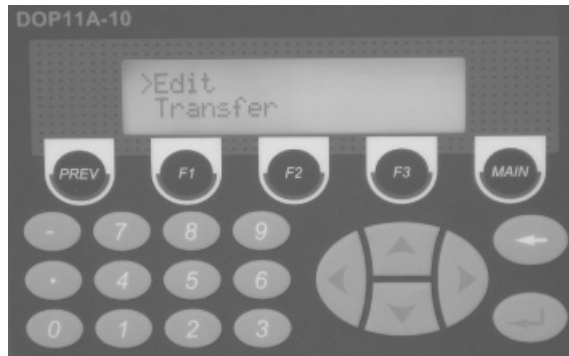 DOP11A-10
>Edit
Transfer
PREV F1 F2 F3 MAIN
- 7 8 9
. 4 5 6
0 1 2 3